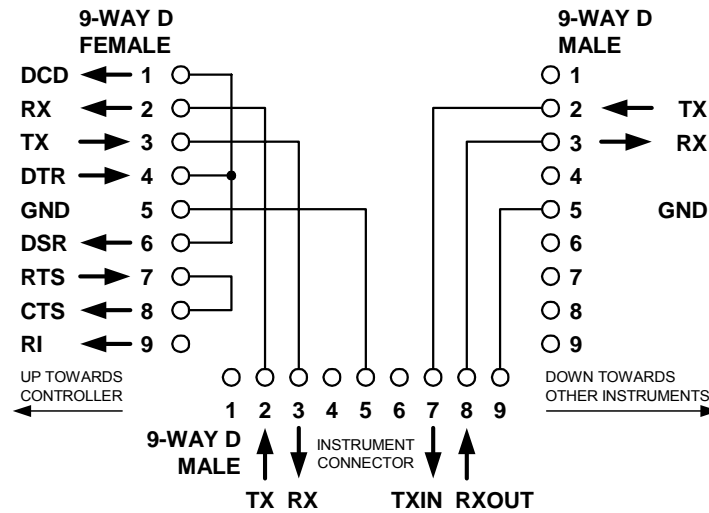 9-WAY D
FEMALE
DCD 1
RX 2
TX 3
DTR 4
GND 5
DSR 6
RTS 7
CTS 8
RI 9
UP TOWARDS
CONTROLLER
9-WAY D
MALE
1
2 TX
3 RX
4
5 GND
6
7
8
9
DOWN TOWARDS
OTHER INSTRUMENTS
1 2 3 4 5 6 7 8 9
9-WAY D
MALE
INSTRUMENT
CONNECTOR
TX RX TXIN RXOUT